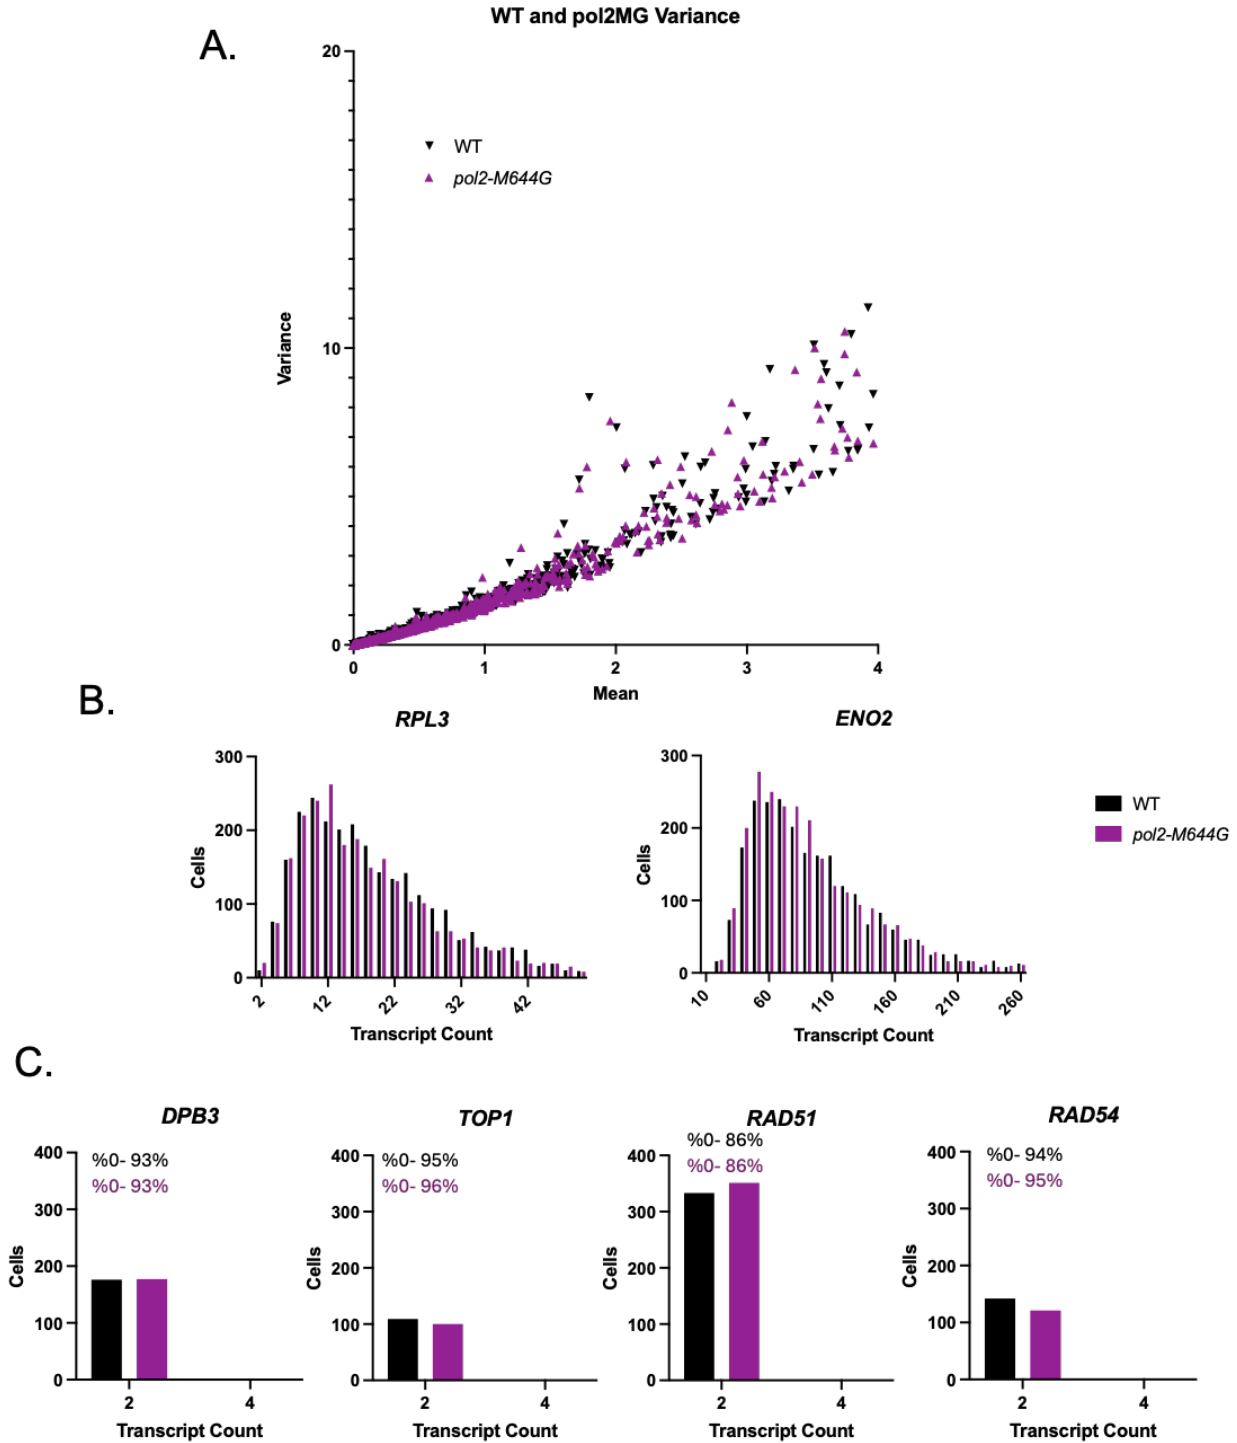 WT and pol2MG Variance
A.
20
WT
pol2-M644G
Variance
10
0
0 1 2 3 4
Mean
B.
RPL3 ENO2
300 300
200 200
100 100
0 0
Cells Cells
WT
pol2-M644G
2 12 22 32 42
10 60 110 160 210 260
Transcript Count Transcript Count
C.
DPB3 TOP1 RAD51 RAD54
%0- 93% %0- 95% %0- 86% %0- 94%
%0- 93% %0- 96% %0- 86% %0- 95%
400 400 400 400
300 300 300 300
200 200 200 200
100 100 100 100
0 0 0 0
Cells Cells Cells Cells
2 4 2 4 2 4 2 4
Transcript Count Transcript Count Transcript Count Transcript Count